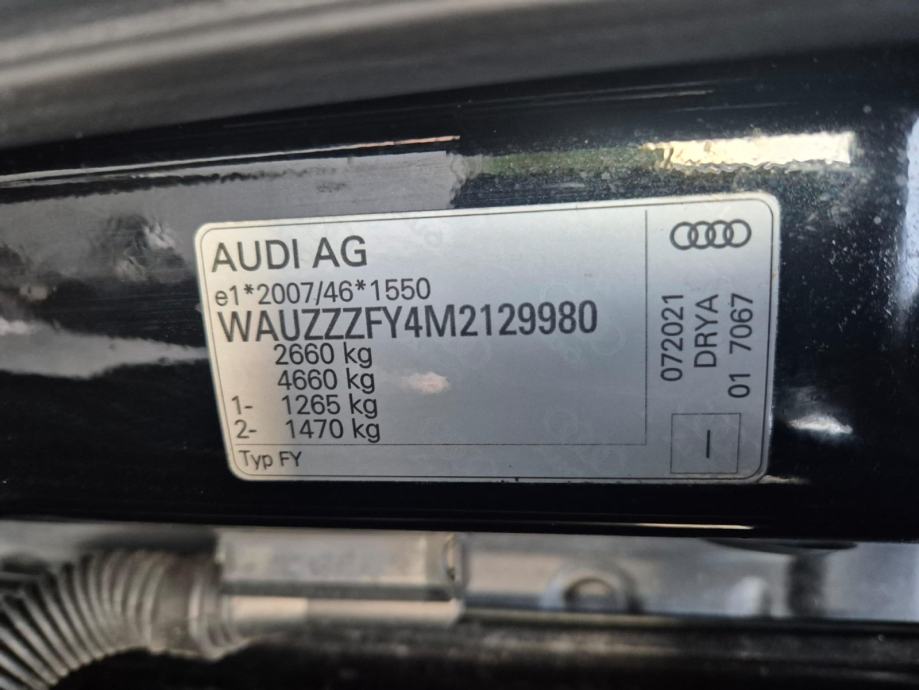 AUDI AG
e1*2007/46*1550
WAUZZZFY4M2129980
2660 kg
4660 kg
1- 1265 kg
2- 1470 kg
Typ FY
072021
DRYA
01 7067
–